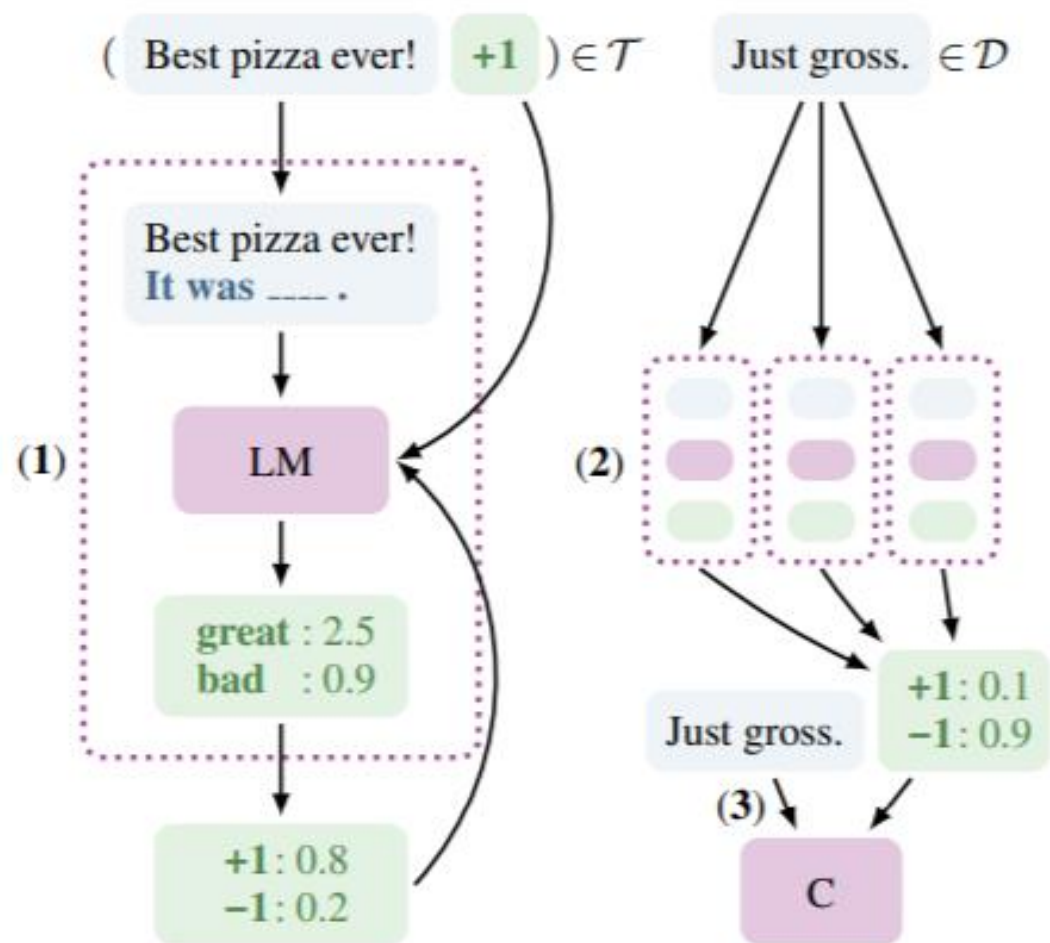 ( Best pizza ever! +1 ) ∈ 𝒯
Best pizza ever!
It was ____ .
(1)
LM
great : 2.5
bad : 0.9
+1 : 0.8
−1 : 0.2
Just gross. ∈ 𝒟
(2)
+1 : 0.1
−1 : 0.9
Just gross.
(3)
C